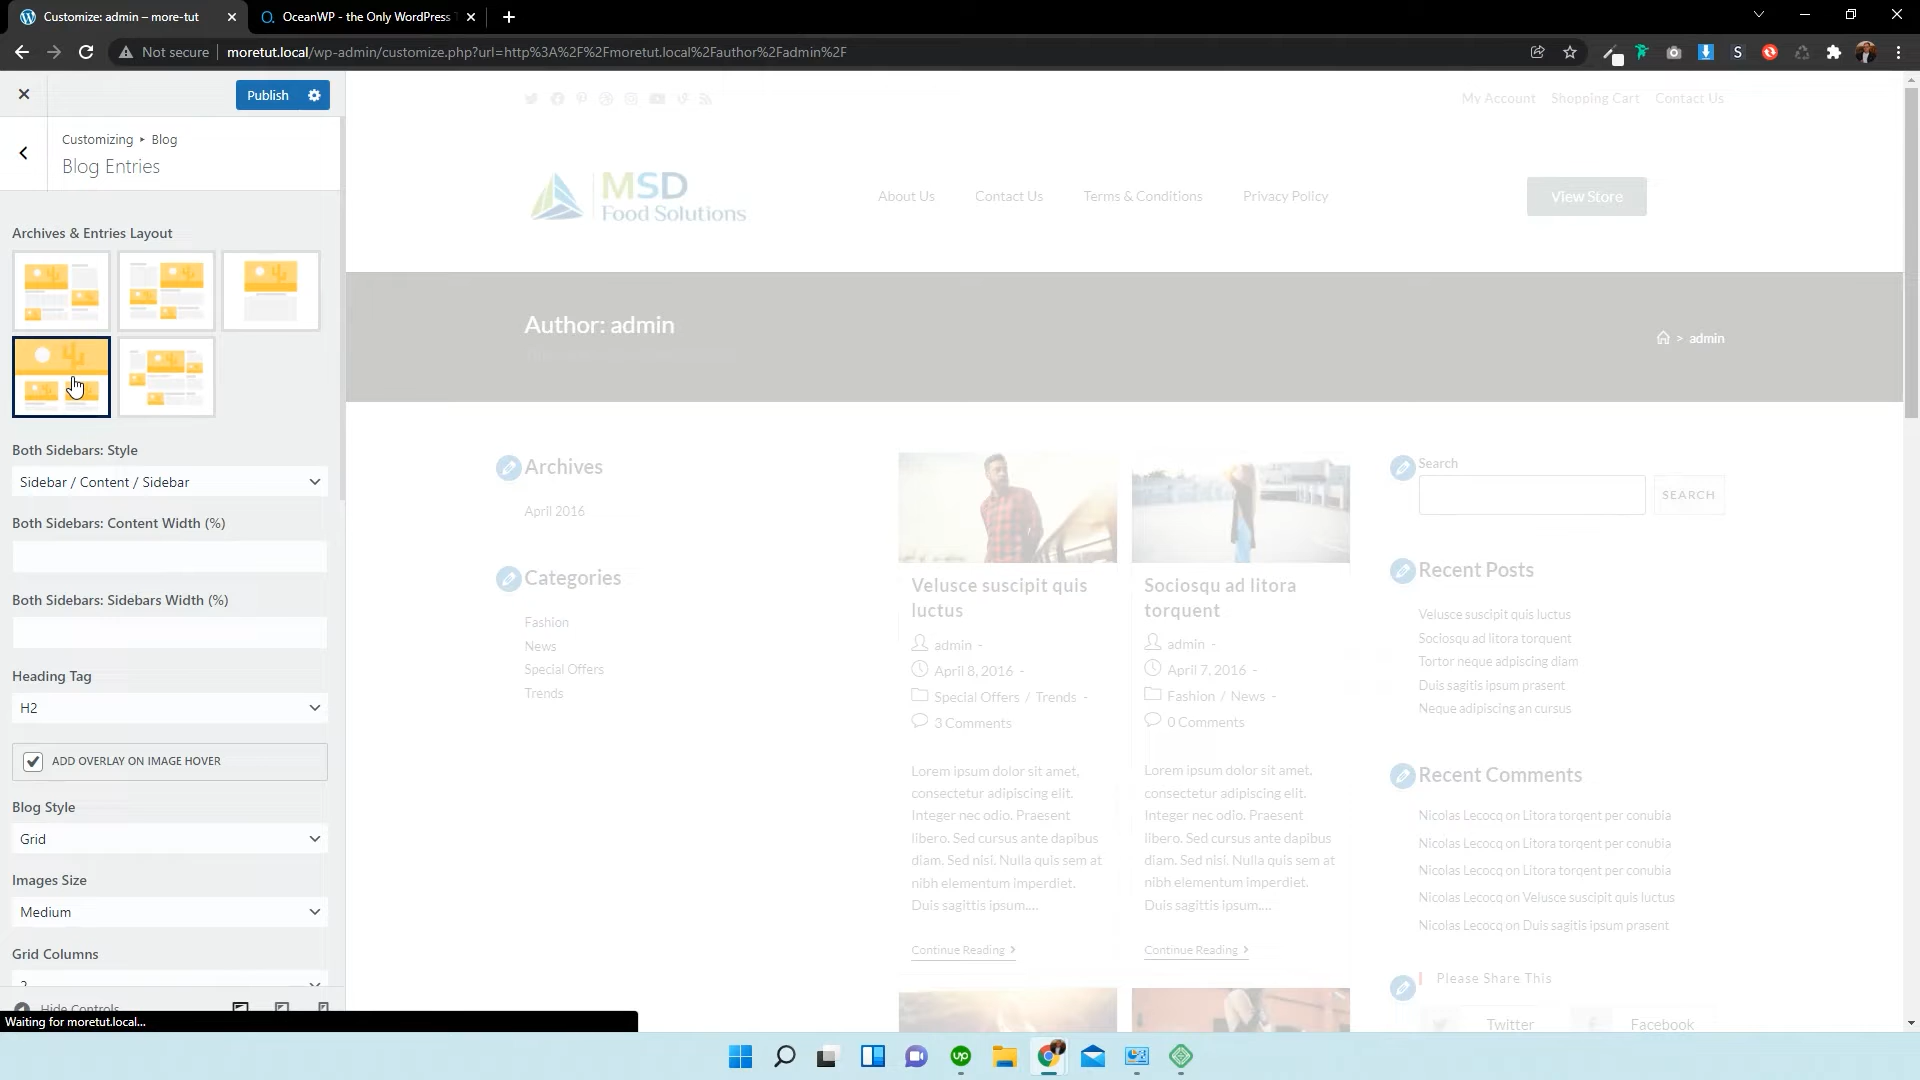 Customize: admin – more-tut
OceanWP - the Only WordPress
Not secure
moretut.local/wp-admin/customize.php?url=http%3A%2F%2Fmoretut.local%2Fauthor%2Fadmin%2F
Publish
Customizing ▸ Blog
Blog Entries
Archives & Entries Layout
Both Sidebars: Style
Sidebar / Content / Sidebar
Both Sidebars: Content Width (%)
Both Sidebars: Sidebars Width (%)
Heading Tag
H2
ADD OVERLAY ON IMAGE HOVER
Blog Style
Grid
Images Size
Medium
Grid Columns
2
Hide Controls
Waiting for moretut.local...
My Account Shopping Cart Contact Us
MSD
Food Solutions
About Us Contact Us Terms & Conditions Privacy Policy
View Store
Author: admin
> admin
Archives
April 2016
Categories
Fashion
News
Special Offers
Trends
Velusce suscipit quis
luctus
admin -
April 8, 2016 -
Special Offers / Trends -
3 Comments
Lorem ipsum dolor sit amet,
consectetur adipiscing elit.
Integer nec odio. Praesent
libero. Sed cursus ante dapibus
diam. Sed nisi. Nulla quis sem at
nibh elementum imperdiet.
Duis sagittis ipsum....
Continue Reading >
Sociosqu ad litora
torquent
admin -
April 7, 2016 -
Fashion / News -
0 Comments
Lorem ipsum dolor sit amet,
consectetur adipiscing elit.
Integer nec odio. Praesent
libero. Sed cursus ante dapibus
diam. Sed nisi. Nulla quis sem at
nibh elementum imperdiet.
Duis sagittis ipsum....
Continue Reading >
Search
SEARCH
Recent Posts
Velusce suscipit quis luctus
Sociosqu ad litora torquent
Tortor neque adpiscing diam
Duis sagitis ipsum prasent
Neque adipiscing an cursus
Recent Comments
Nicolas Lecocq on Litora torqent per conubia
Nicolas Lecocq on Litora torqent per conubia
Nicolas Lecocq on Litora torqent per conubia
Nicolas Lecocq on Velusce suscipit quis luctus
Nicolas Lecocq on Duis sagitis ipsum prasent
Please Share This
Twitter
Facebook